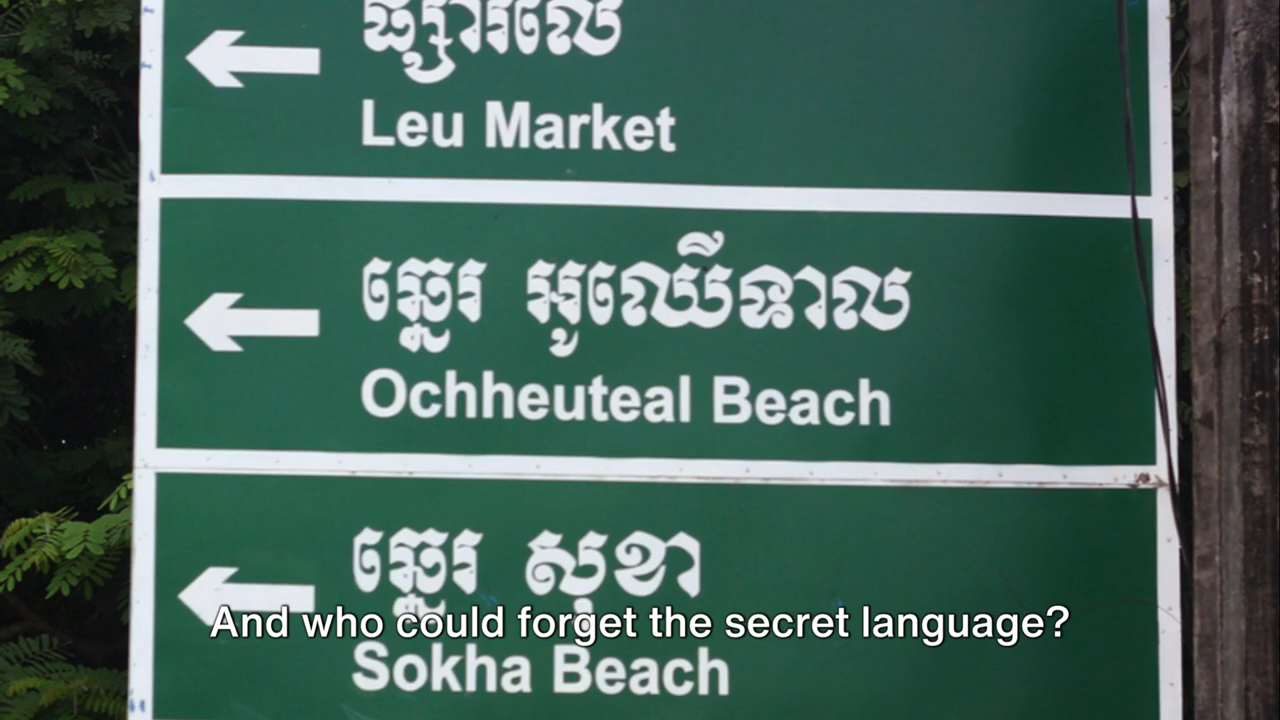 ផ្សារលើ
Leu Market
ឆ្នេរ អូរឈើទាល
Ochheuteal Beach
ឆ្នេរ សុខា
And who could forget the secret language?
Sokha Beach